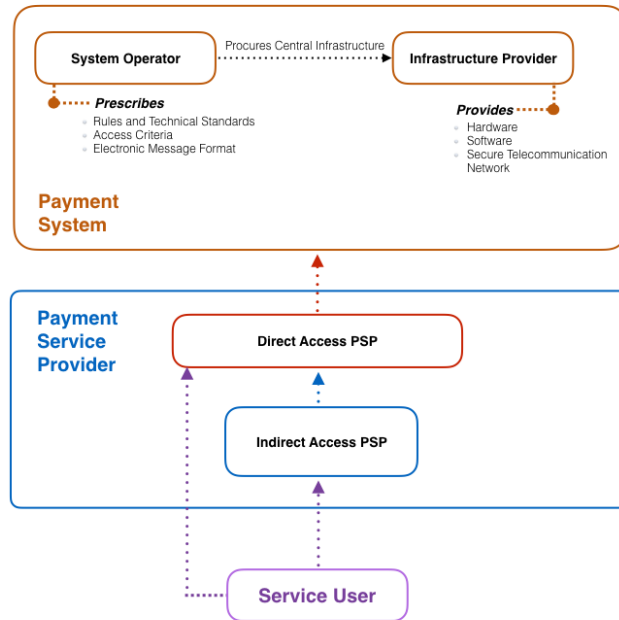 System Operator
Procures Central Infrastructure
Infrastructure Provider
Prescribes
Rules and Technical Standards
Access Criteria
Electronic Message Format
Provides
Hardware
Software
Secure Telecommunication
Network
Payment
System
Payment
Service
Provider
Direct Access PSP
Indirect Access PSP
Service User